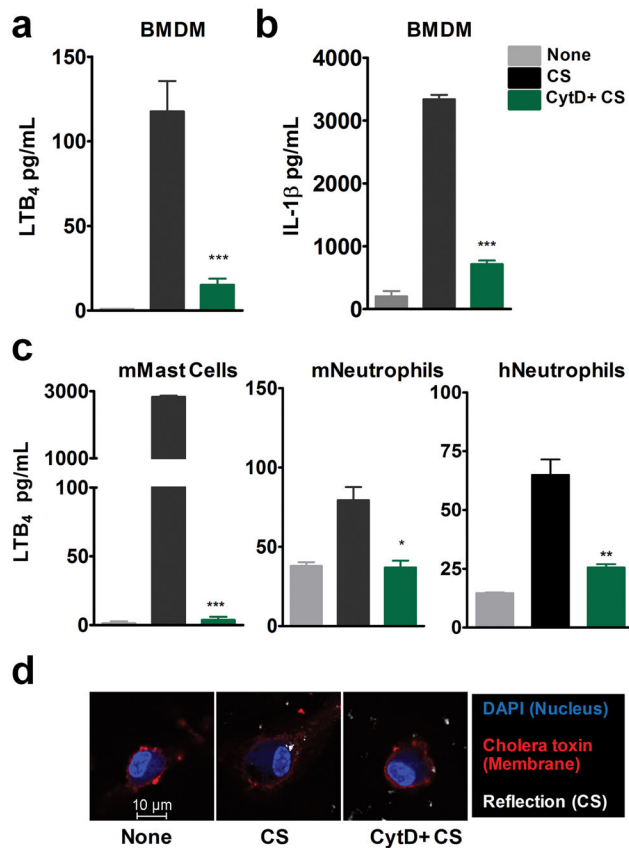 a
BMDM
LTB4 pg/mL
150
100
50
0
***
b
BMDM
IL-1β pg/mL
4000
3000
1000
0
***
None
CS
CytD+ CS
c
mMast Cells
LTB4 pg/mL
3000
1000
100
50
0
***
mNeutrophils
150
100
50
0
*
hNeutrophils
100
75
50
25
0
**
d
10 µm
None
CS
CytD+ CS
DAPI (Nucleus)
Cholera toxin
(Membrane)
Reflection (CS)